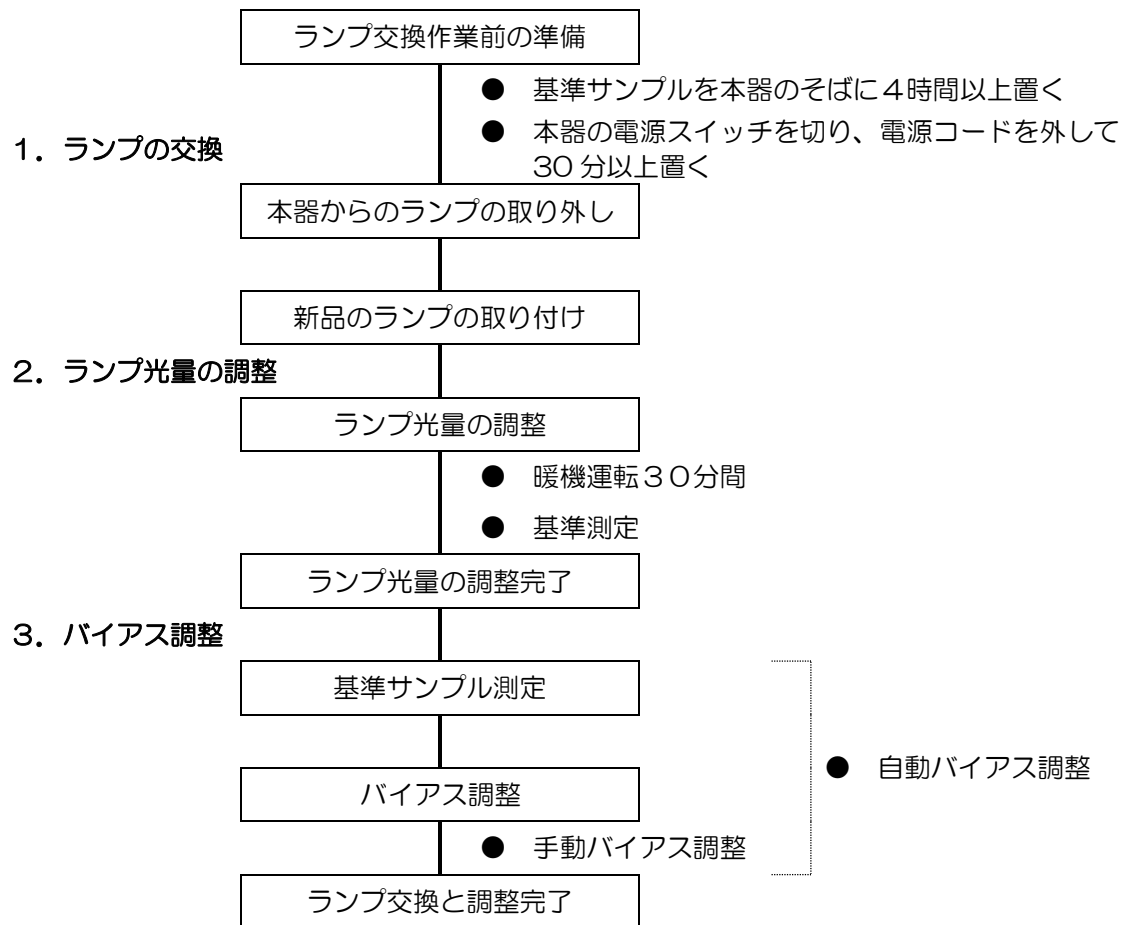 ランプ交換作業前の準備
● 基準サンプルを本器のそばに4時間以上置く
● 本器の電源スイッチを切り、電源コードを外して
30分以上置く
1．ランプの交換
本器からのランプの取り外し
新品のランプの取り付け
2．ランプ光量の調整
ランプ光量の調整
● 暖機運転３０分間
● 基準測定
ランプ光量の調整完了
3．バイアス調整
基準サンプル測定
● 自動バイアス調整
バイアス調整
● 手動バイアス調整
ランプ交換と調整完了